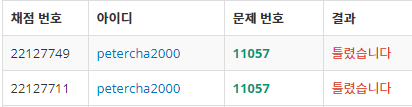 채점 번호 아이디 문제 번호 결과
22127749 petercha2000 11057 틀렸습니다
22127711 petercha2000 11057 틀렸습니다